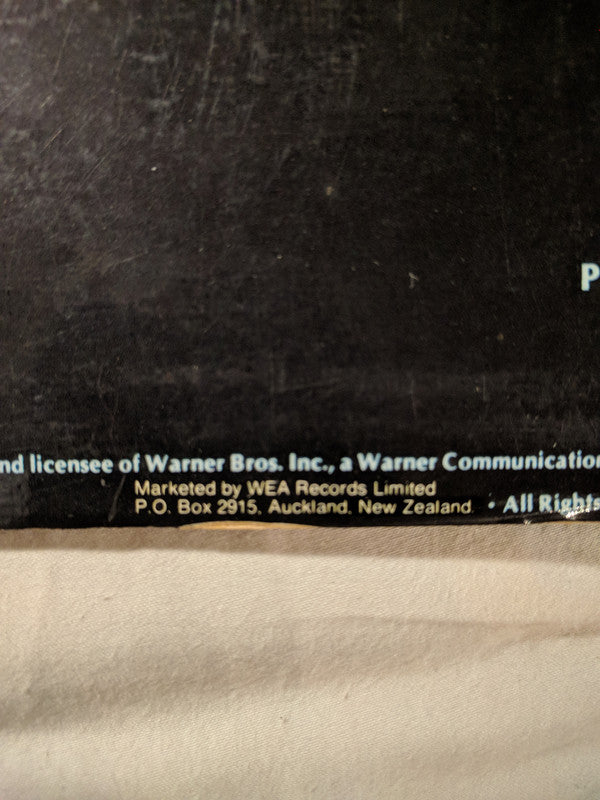 P
nd licensee of Warner Bros. Inc., a Warner Communication
Marketed by WEA Records Limited
P.O. Box 2915, Auckland, New Zealand • All Rights